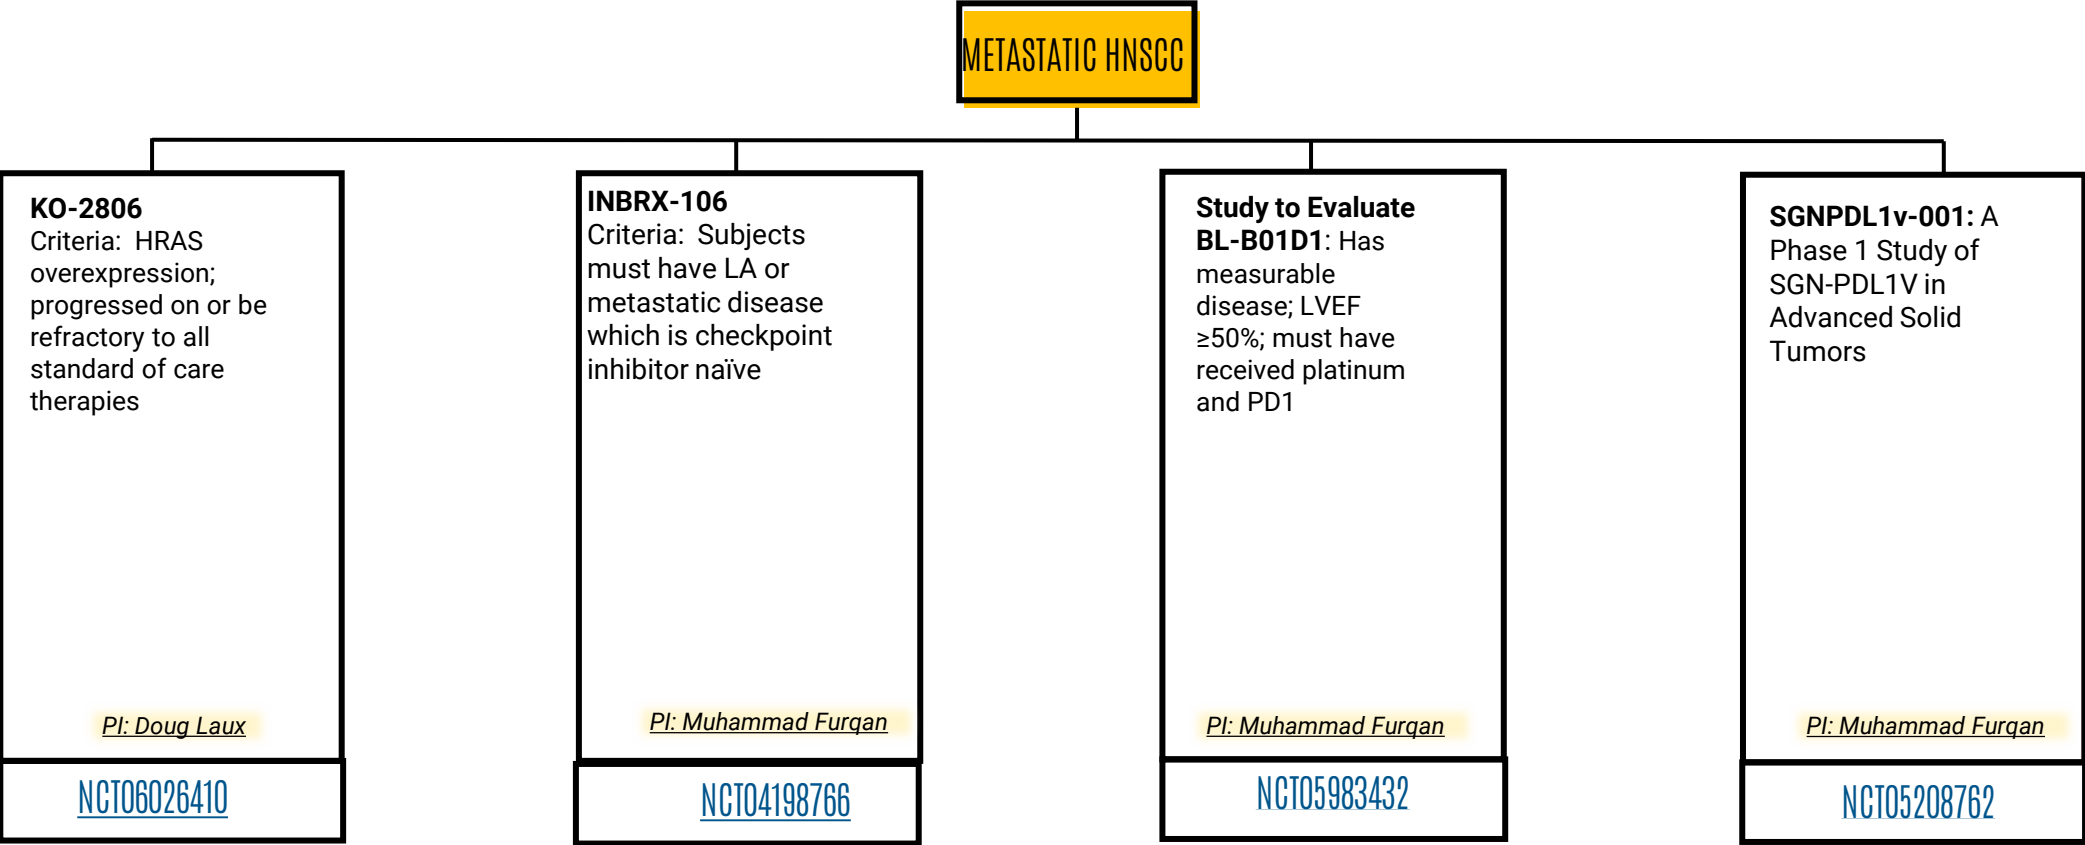 METASTATIC HNSCC
KO-2806
Criteria: HRAS
overexpression;
progressed on or be
refractory to all
standard of care
therapies
PI: Doug Laux
NCT06026410
INBRX-106
Criteria: Subjects
must have LA or
metastatic disease
which is checkpoint
inhibitor naïve
PI: Muhammad Furqan
NCT04198766
Study to Evaluate
BL-B01D1: Has
measurable
disease; LVEF
≥50%; must have
received platinum
and PD1
PI: Muhammad Furqan
NCT05983432
SGNPDL1v-001: A
Phase 1 Study of
SGN-PDL1V in
Advanced Solid
Tumors
PI: Muhammad Furqan
NCT05208762